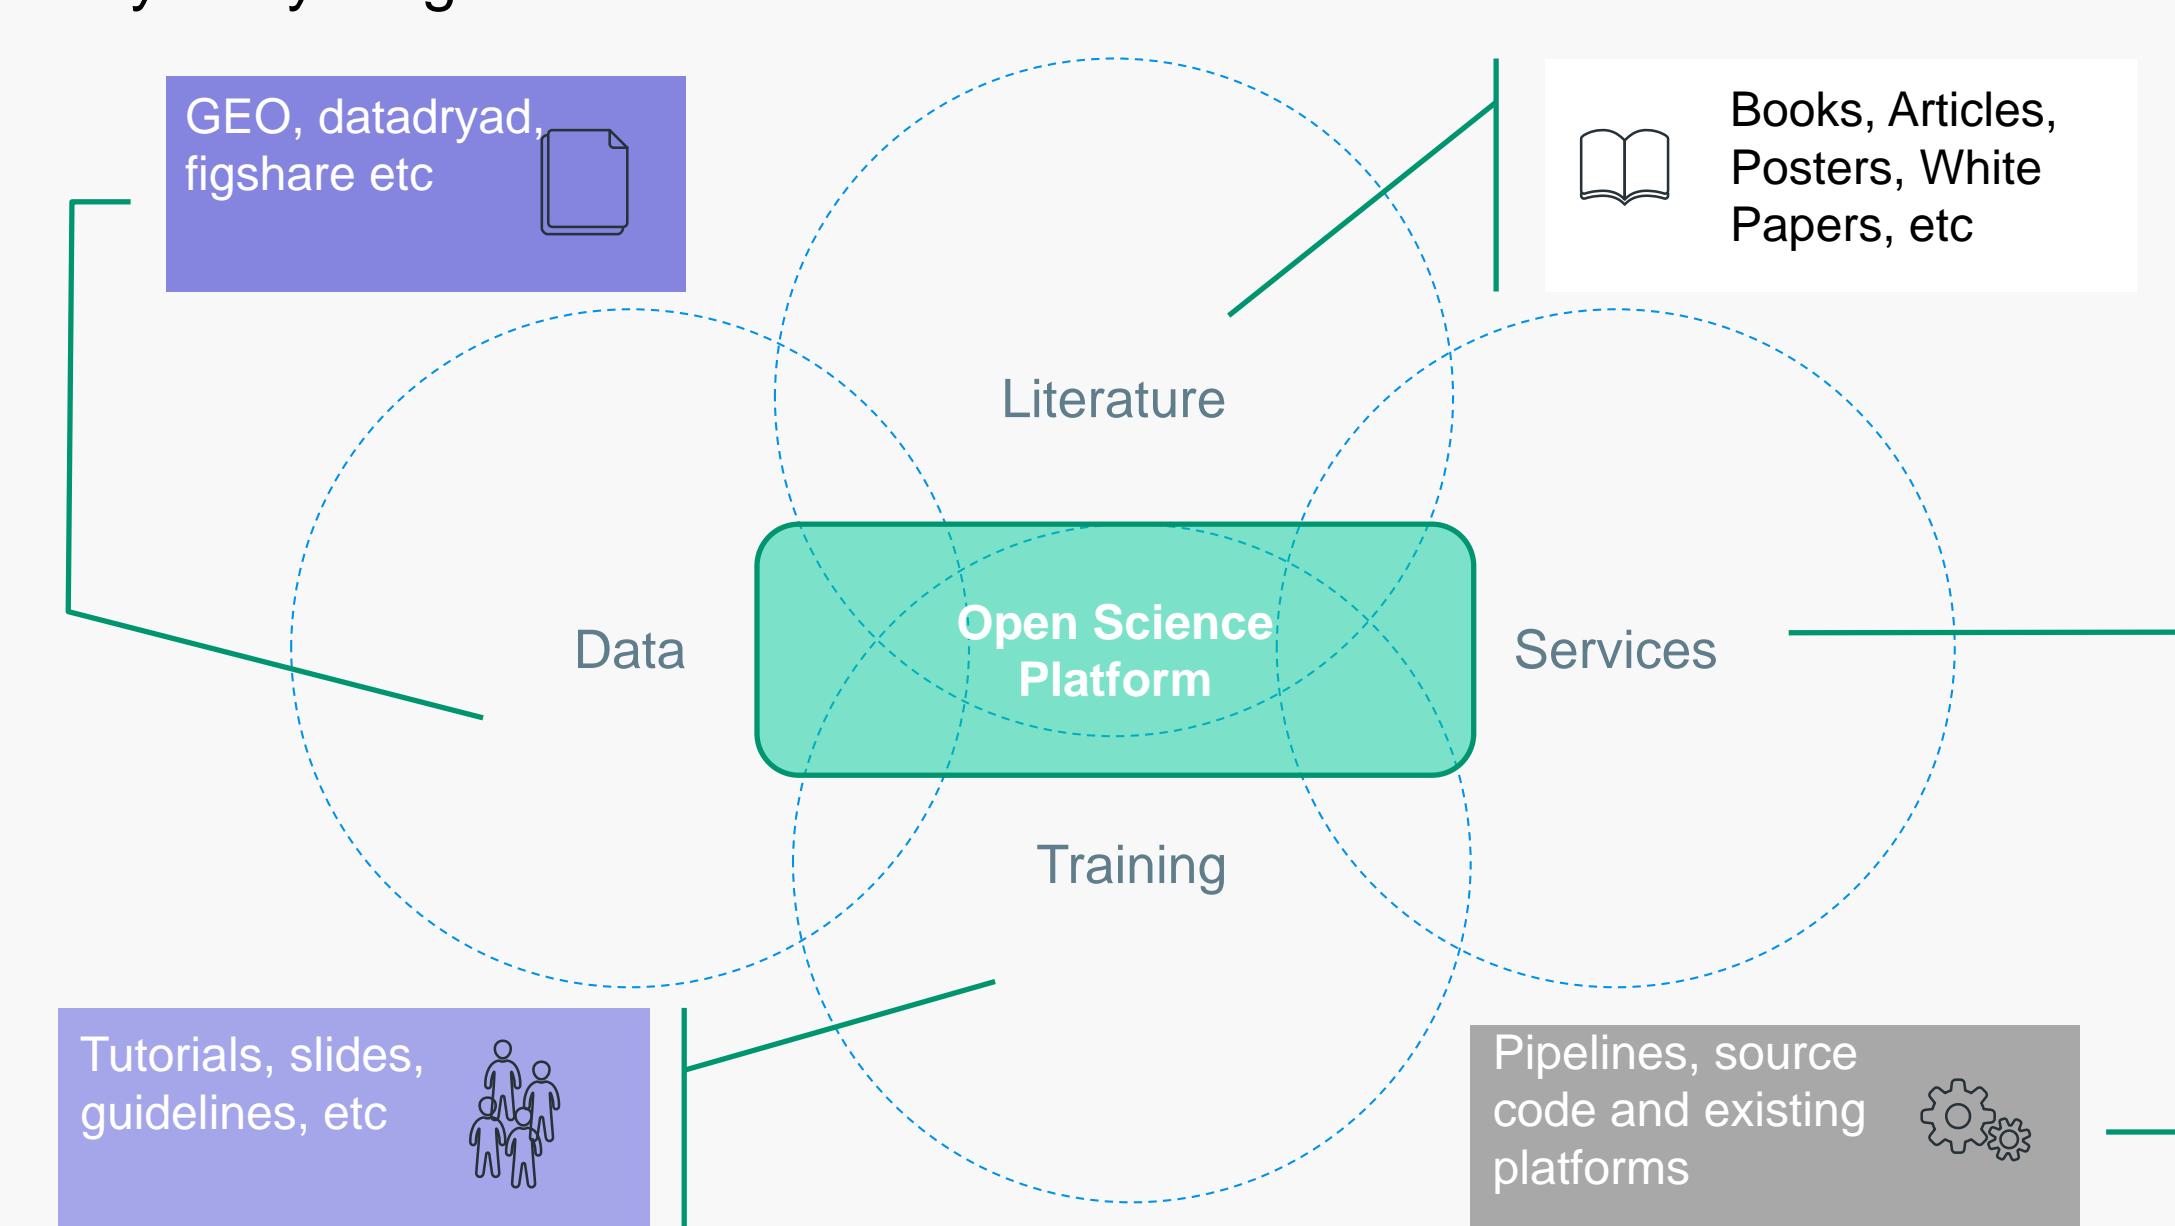 GEO, datadryad,
figshare etc
Books, Articles,
Posters, White
Papers, etc
Literature
Data
Open Science
Platform
Services
Training
Tutorials, slides,
guidelines, etc
Pipelines, source
code and existing
platforms